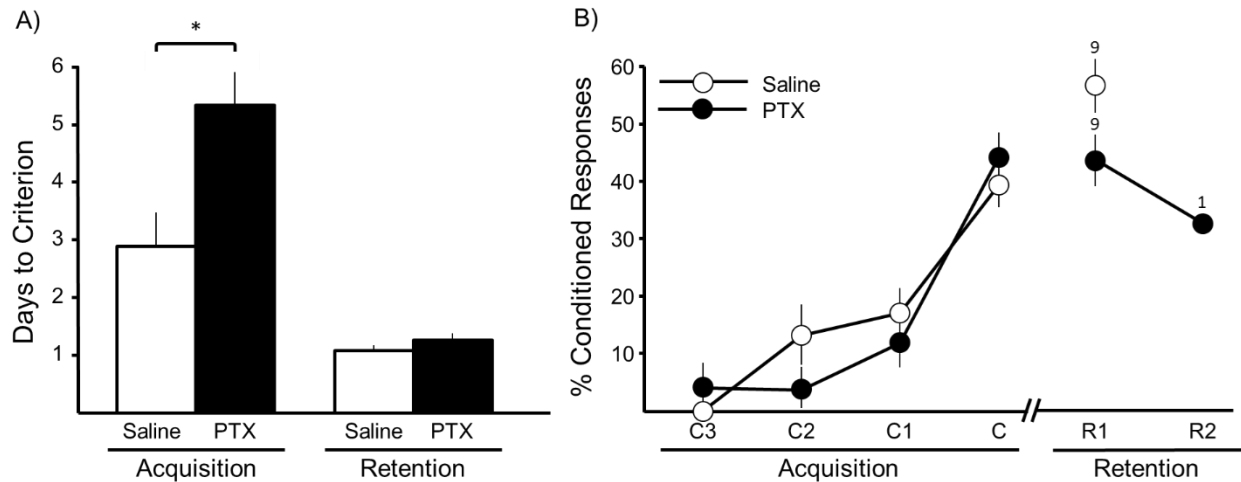 A)
*
Days to Criterion
6
5
4
3
2
1
Saline PTX Saline PTX
Acquisition Retention
B)
% Conditioned Responses
60
50
40
30
20
10
Saline
PTX
9
9
1
C3 C2 C1 C R1 R2
Acquisition Retention